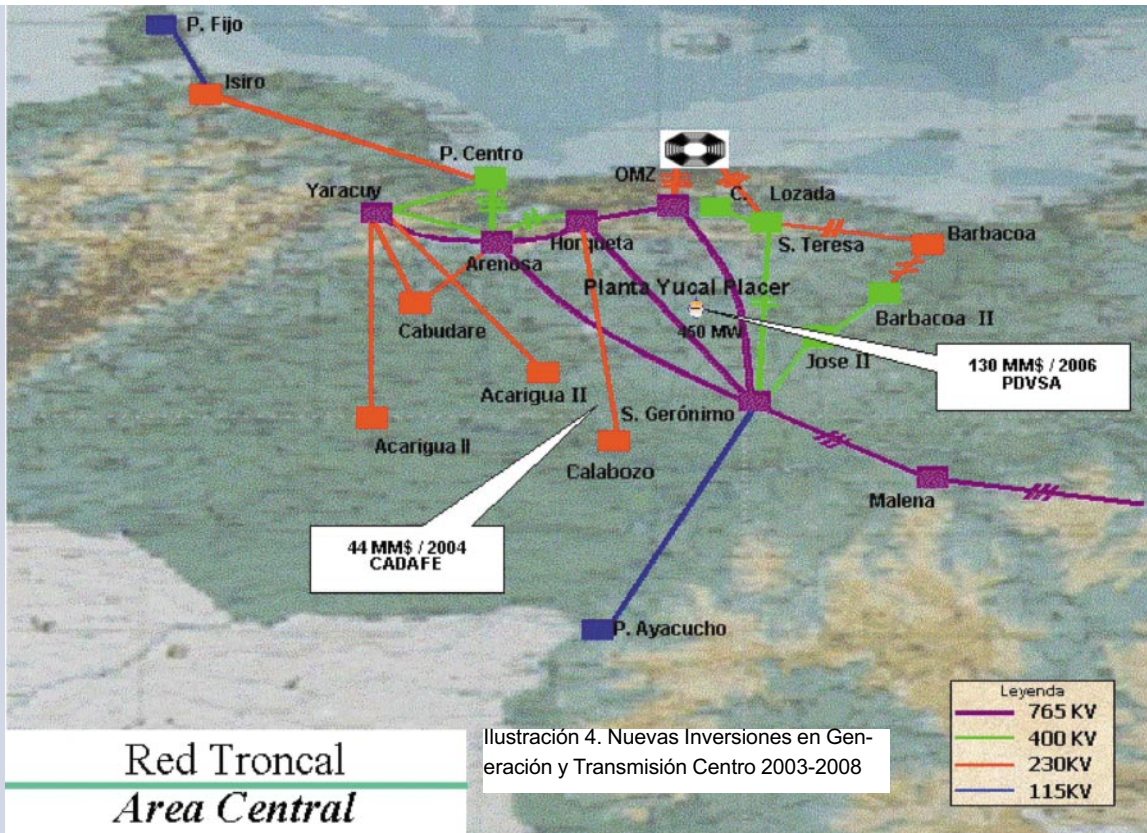 P. Fijo
Isiro
P. Centro
OMZ
Yaracuy
C. Lozada
Horqueta
S. Teresa
Barbacoa
Arenosa
Planta Yucal Placer
Cabudare
450 MW
Barbacoa II
Jose II
130 MM$ / 2006
PDVSA
Acarigua II
S. Gerónimo
Acarigua II
Calabozo
Malena
44 MM$ / 2004
CADAFE
P. Ayacucho
Leyenda
765 KV
400 KV
230KV
115KV
Red Troncal
Area Central
Ilustración 4. Nuevas Inversiones en Gen-
eración y Transmisión Centro 2003-2008